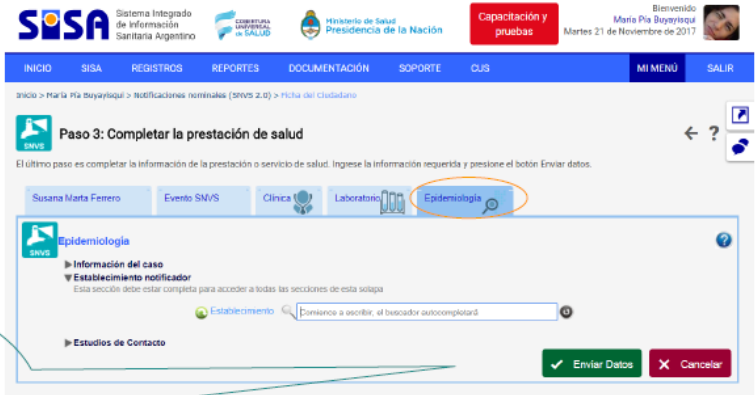 SISA
Sistema Integrado
de Información
Sanitaria Argentino
COBERTURA
UNIVERSAL
de SALUD
Ministerio de Salud
Presidencia de la Nación
Capacitación y
pruebas
Bienvenido
María Pía Buyayisqui
Martes 21 de Noviembre de 2017
INICIO SISA REGISTROS REPORTES DOCUMENTACIÓN SOPORTE CUS MI MENÚ SALIR
Inicio > María Pía Buyayisqui > Notificaciones nominales (SNVS 2.0) > Ficha del Ciudadano
SNVS
Paso 3: Completar la prestación de salud
?
El último paso es completar la información de la prestación o servicio de salud. Ingrese la información requerida y presione el botón Enviar datos.
Susana Marta Ferrero Evento SNVS Clínica Laboratorio Epidemiología
SNVS
Epidemiología
?
Información del caso
Establecimiento notificador
Esta sección debe estar completa para acceder a todas las secciones de esta solapa
Establecimiento Comience a escribir, el buscador autocompletará
Estudios de Contacto
Enviar Datos Cancelar